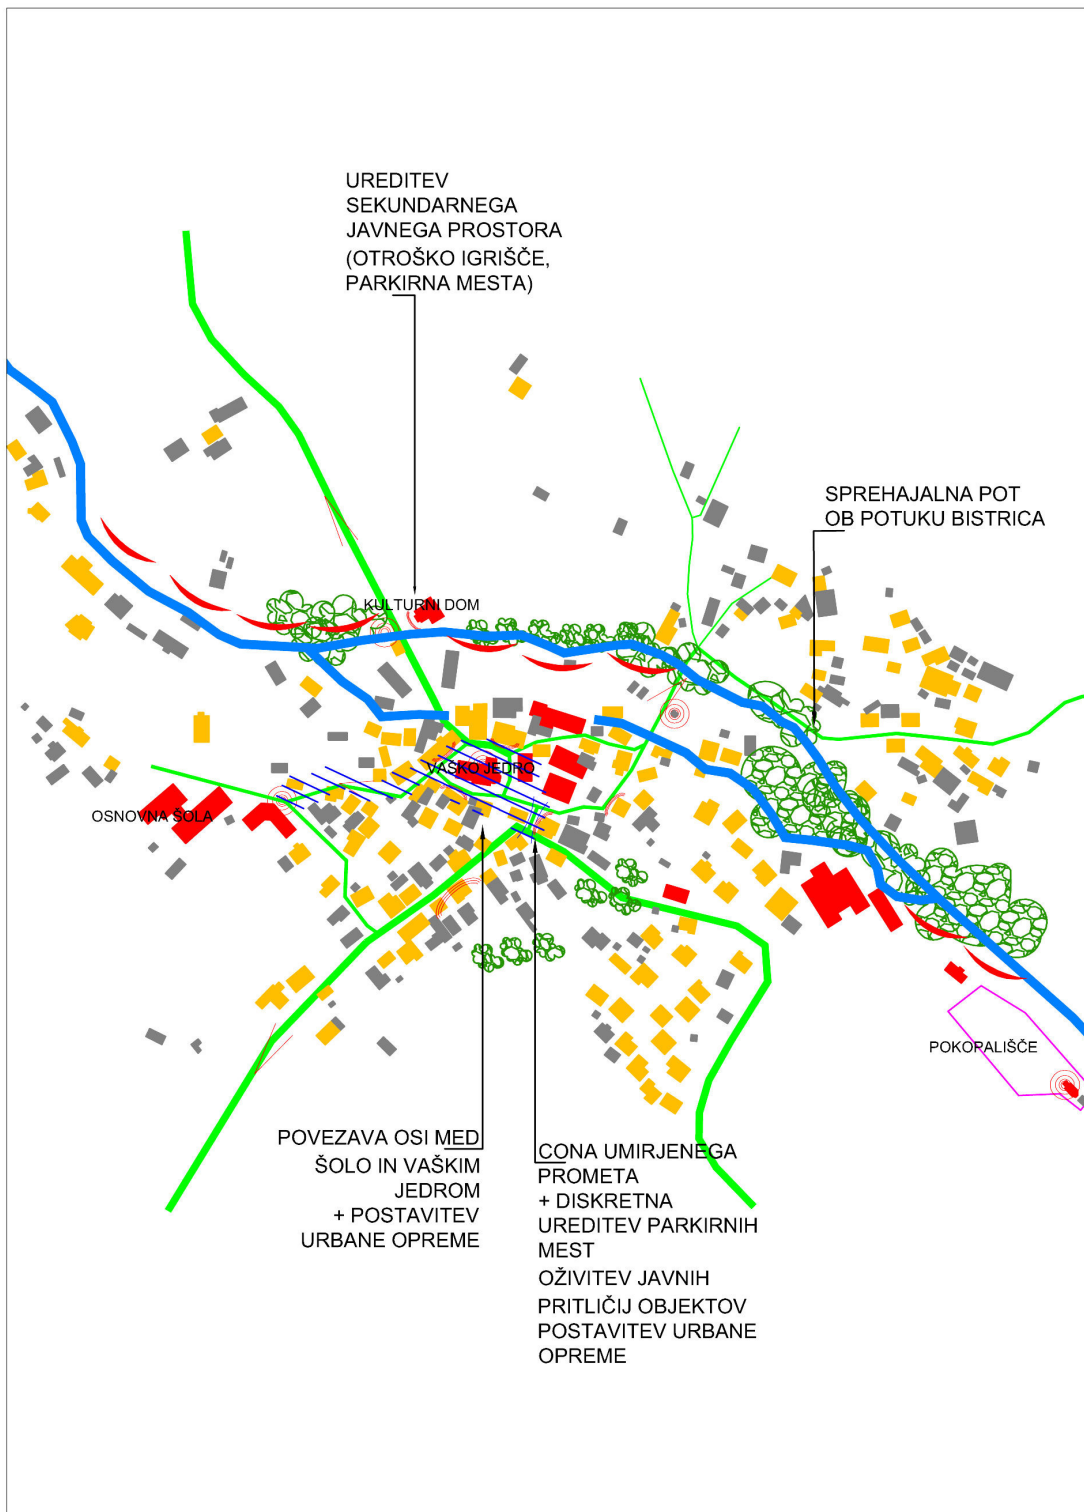 UREDITEV
SEKUNDARNEGA
JAVNEGA PROSTORA
(OTROŠKO IGRIŠČE,
PARKIRNA MESTA)
SPREHAJALNA POT
OB POTUKU BISTRICA
KULTURNI DOM
VAŠKO JEDRO
OSNOVNA ŠOLA
POKOPALIŠČE
POVEZAVA OSI MED
ŠOLO IN VAŠKIM
JEDROM
+ POSTAVITEV
URBANE OPREME
CONA UMIRJENEGA
PROMETA
+ DISKRETNA
UREDITEV PARKIRNIH
MEST
OŽIVITEV JAVNIH
PRITLIČIJ OBJEKTOV
POSTAVITEV URBANE
OPREME